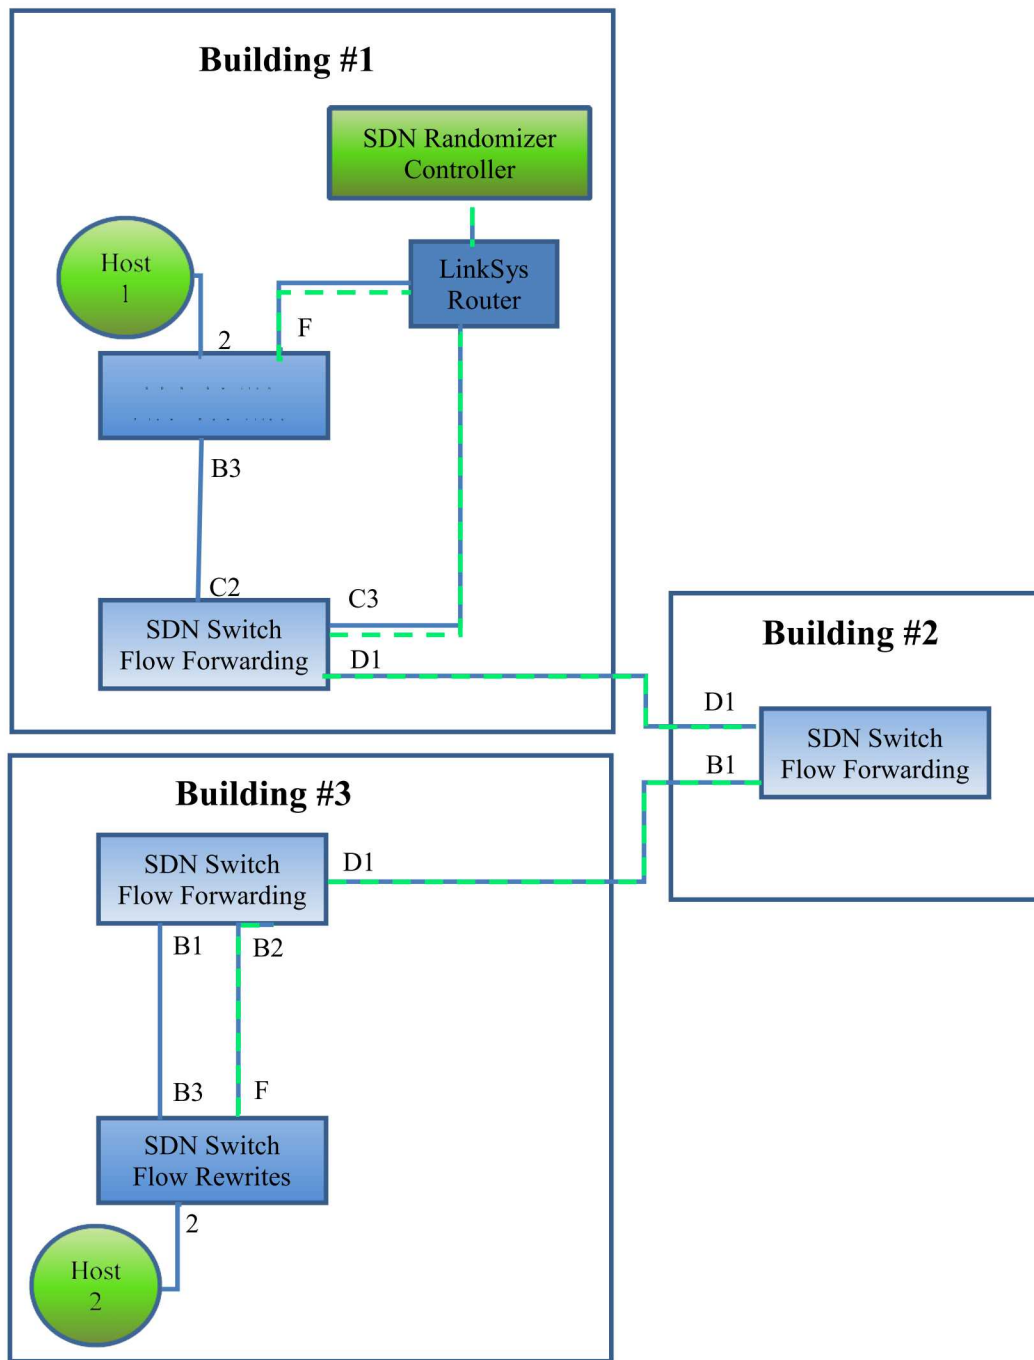 Building #1
SDN Randomizer
Controller
Host
1
LinkSys
Router
2
F
B3
C2
C3
SDN Switch
Flow Forwarding
D1
Building #2
D1
SDN Switch
Flow Forwarding
B1
Building #3
SDN Switch
Flow Forwarding
D1
B1
B2
B3
F
SDN Switch
Flow Rewrites
2
Host
2